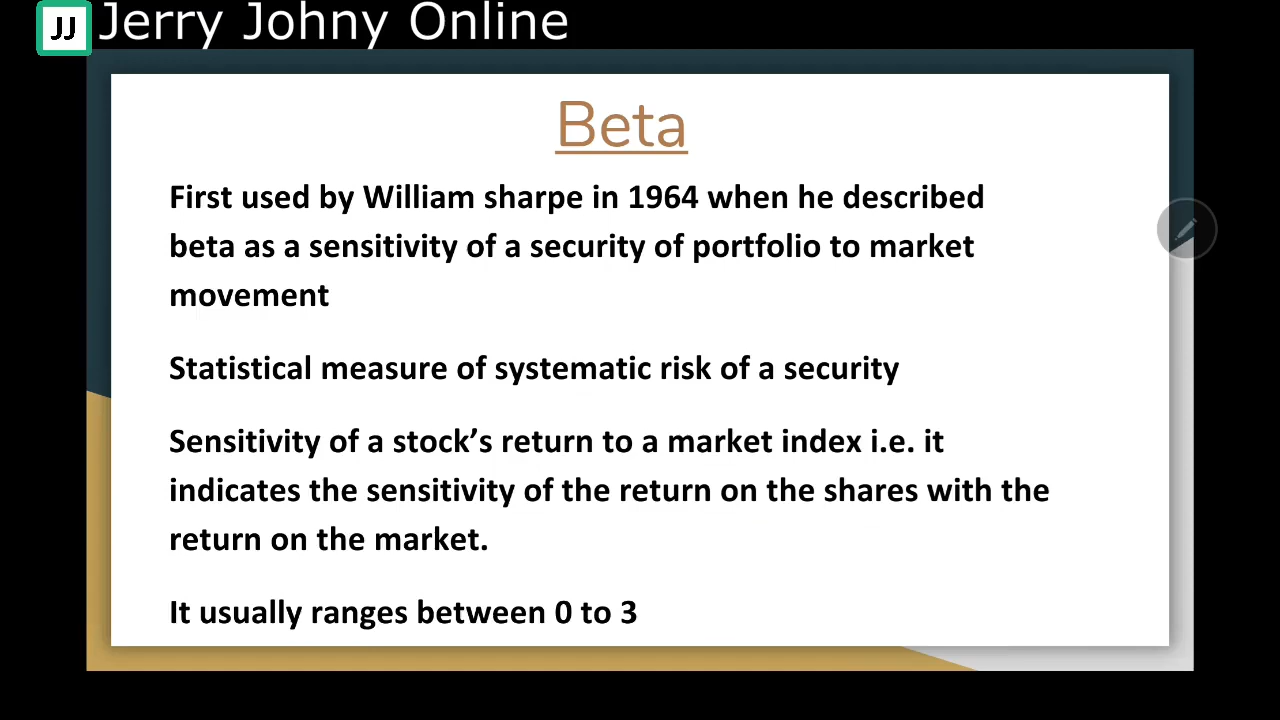 JJ Jerry Johny Online
Beta
First used by William sharpe in 1964 when he described
beta as a sensitivity of a security of portfolio to market
movement
Statistical measure of systematic risk of a security
Sensitivity of a stock’s return to a market index i.e. it
indicates the sensitivity of the return on the shares with the
return on the market.
It usually ranges between 0 to 3